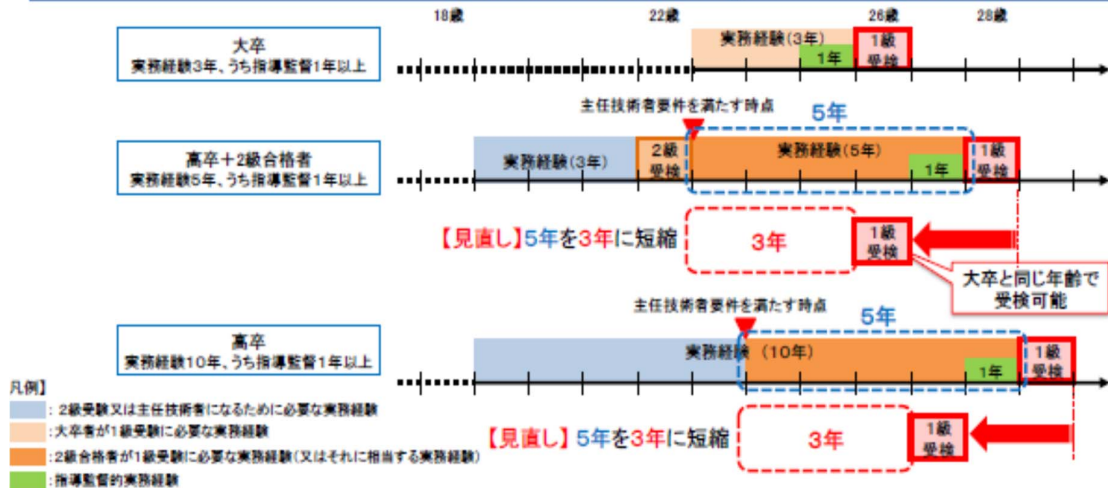 18歳
22歳
26歳
28歳
大卒
実務経験3年、うち指導監督1年以上
実務経験(3年)
1年
1級
受検
主任技術者要件を満たす時点
5年
高卒+2級合格者
実務経験5年、うち指導監督1年以上
実務経験(3年)
2級
受検
実務経験(5年)
1年
1級
受検
【見直し】5年を3年に短縮
3年
1級
受検
大卒と同じ年齢で
受検可能
主任技術者要件を満たす時点
5年
高卒
実務経験10年、うち指導監督1年以上
実務経験 (10年)
1年
1級
受検
凡例】
:2級受験又は主任技術者になるために必要な実務経験
:大卒者が1級受験に必要な実務経験
:2級合格者が1級受験に必要な実務経験(又はそれに相当する実務経験)
:指導監督的実務経験
【見直し】5年を3年に短縮
3年
1級
受検